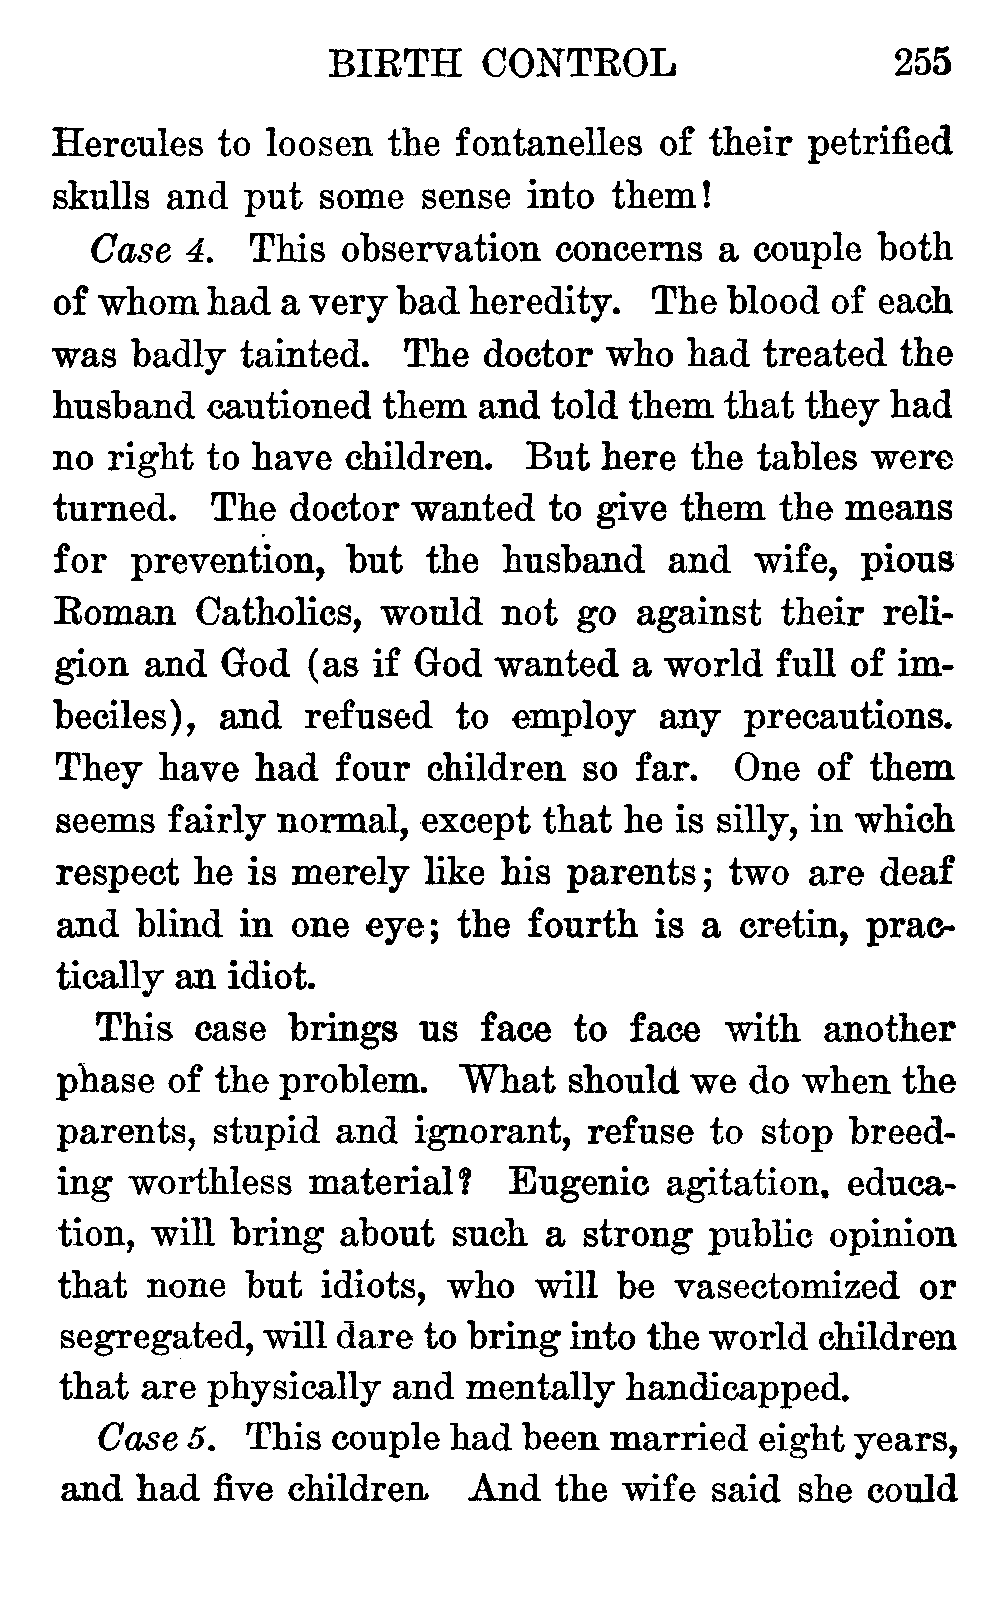 BIRTH CONTROL 255
Hercules to loosen the fontanelles of their petrified
skulls and put some sense into them!
Case 4. This observation concerns a couple both
of whom had a very bad heredity. The blood of each
was badly tainted. The doctor who had treated the
husband cautioned them and told them that they had
no right to have children. But here the tables were
turned. The doctor wanted to give them the means
for prevention, but the husband and wife, pious
Roman Catholics, would not go against their reli-
gion and God (as if God wanted a world full of im-
beciles), and refused to employ any precautions.
They have had four children so far. One of them
seems fairly normal, except that he is silly, in which
respect he is merely like his parents; two are deaf
and blind in one eye; the fourth is a cretin, prac-
tically an idiot.
This case brings us face to face with another
phase of the problem. What should we do when the
parents, stupid and ignorant, refuse to stop breed-
ing worthless material? Eugenic agitation, educa-
tion, will bring about such a strong public opinion
that none but idiots, who will be vasectomized or
segregated, will dare to bring into the world children
that are physically and mentally handicapped.
Case 5. This couple had been married eight years,
and had five children. And the wife said she could